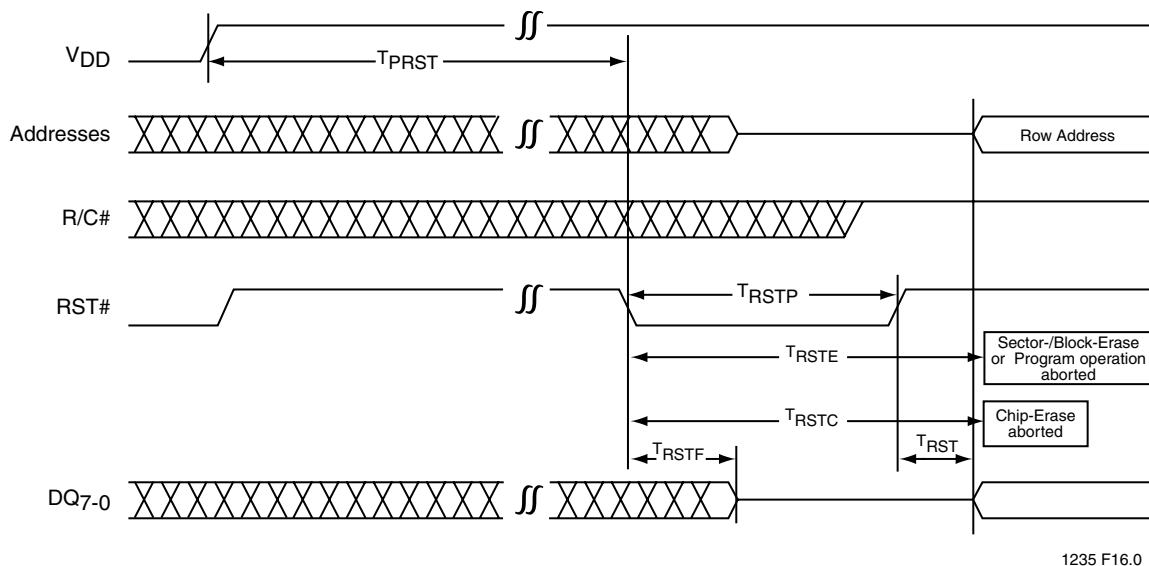 VDD
TPRST
Addresses
Row Address
R/C#
RST#
TRSTP
TRSTE
Sector-/Block-Erase
or Program operation
aborted
TRSTC
Chip-Erase
aborted
TRSTF
TRST
DQ7-0
1235 F16.0